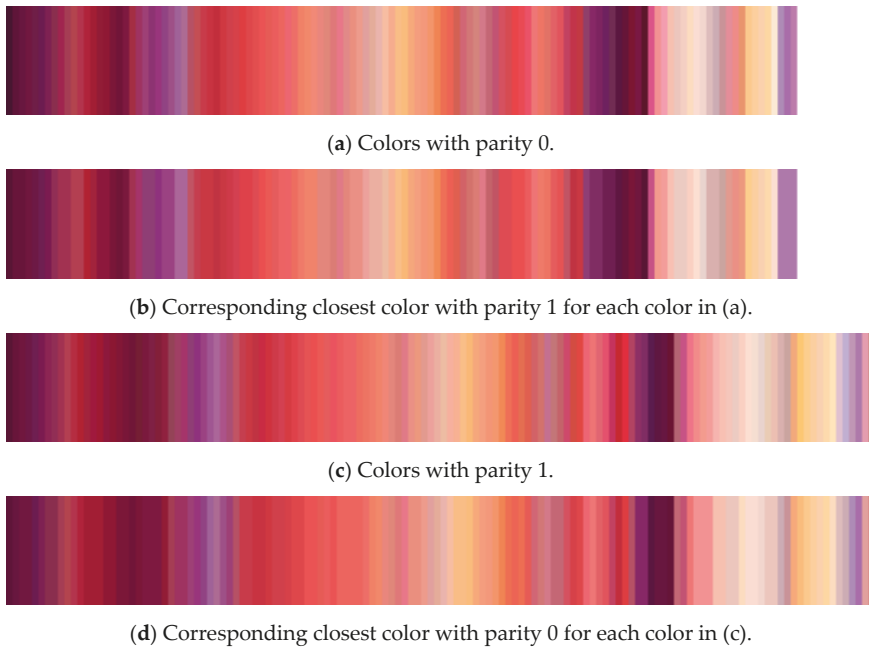 (a) Colors with parity 0.
(b) Corresponding closest color with parity 1 for each color in (a).
(c) Colors with parity 1.
(d) Corresponding closest color with parity 0 for each color in (c).